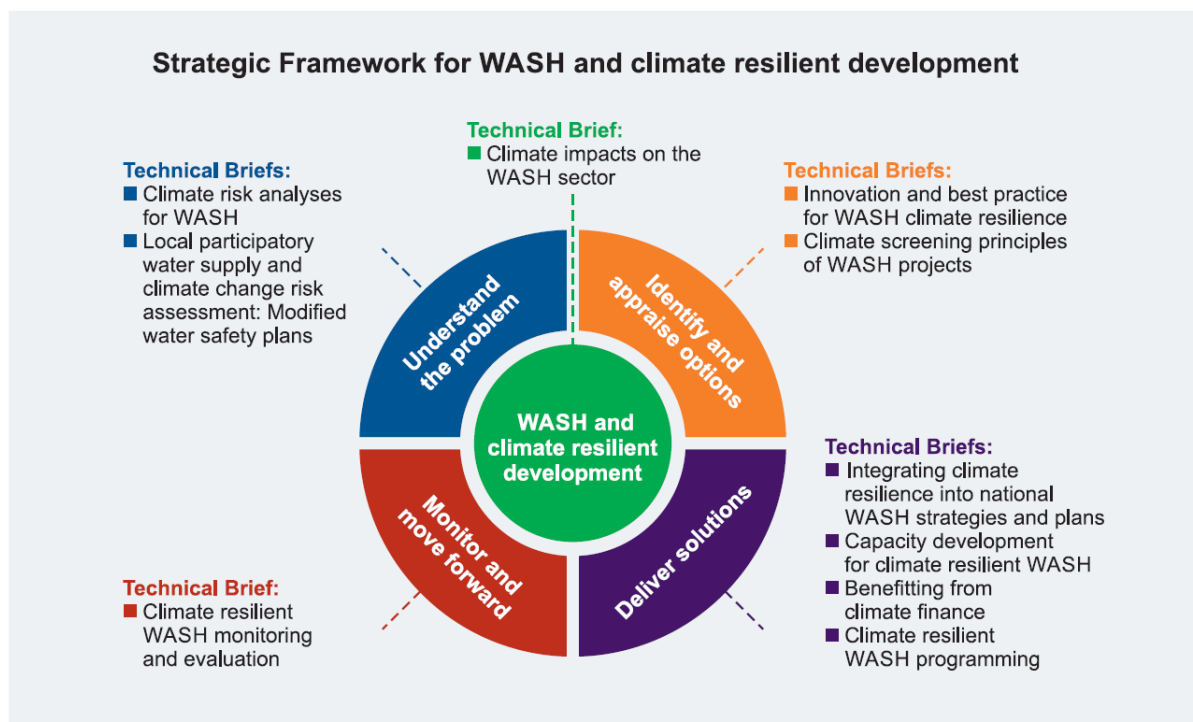 Strategic Framework for WASH and climate resilient development
Technical Brief:
Climate impacts on the
WASH sector
Technical Briefs:
Climate risk analyses
for WASH
Local participatory
water supply and
climate change risk
assessment: Modified
water safety plans
Technical Briefs:
Innovation and best practice
for WASH climate resilience
Climate screening principles
of WASH projects
Understand
the problem
Identify and
appraise options
WASH and
climate resilient
development
Monitor and
move forward
Deliver solutions
Technical Briefs:
Integrating climate
resilience into national
WASH strategies and plans
Capacity development
for climate resilient WASH
Benefitting from
climate finance
Climate resilient
WASH programming
Technical Brief:
Climate resilient
WASH monitoring
and evaluation